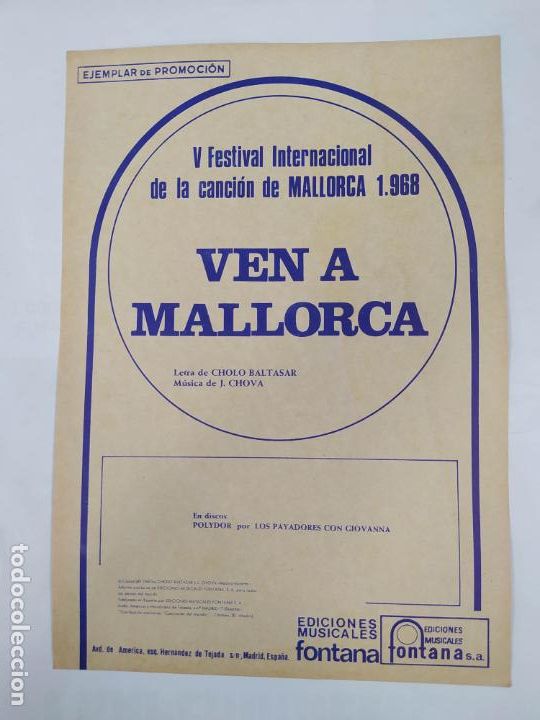 EJEMPLAR DE PROMOCIÓN
V Festival Internacional
de la canción de MALLORCA 1.968
VEN A
MALLORCA
Letra de CHOLO BALTASAR
Música de J. CHOVA
En discos
POLYDOR por LOS PAYADORES CON GIOVANNA
EDICIONES
MUSICALES
fontana
EDICIONES
MUSICALES
fontana s.a.
Avd. de America, esq. Hernandez de Tejada s/n, Madrid, España.
todocoleccion.net